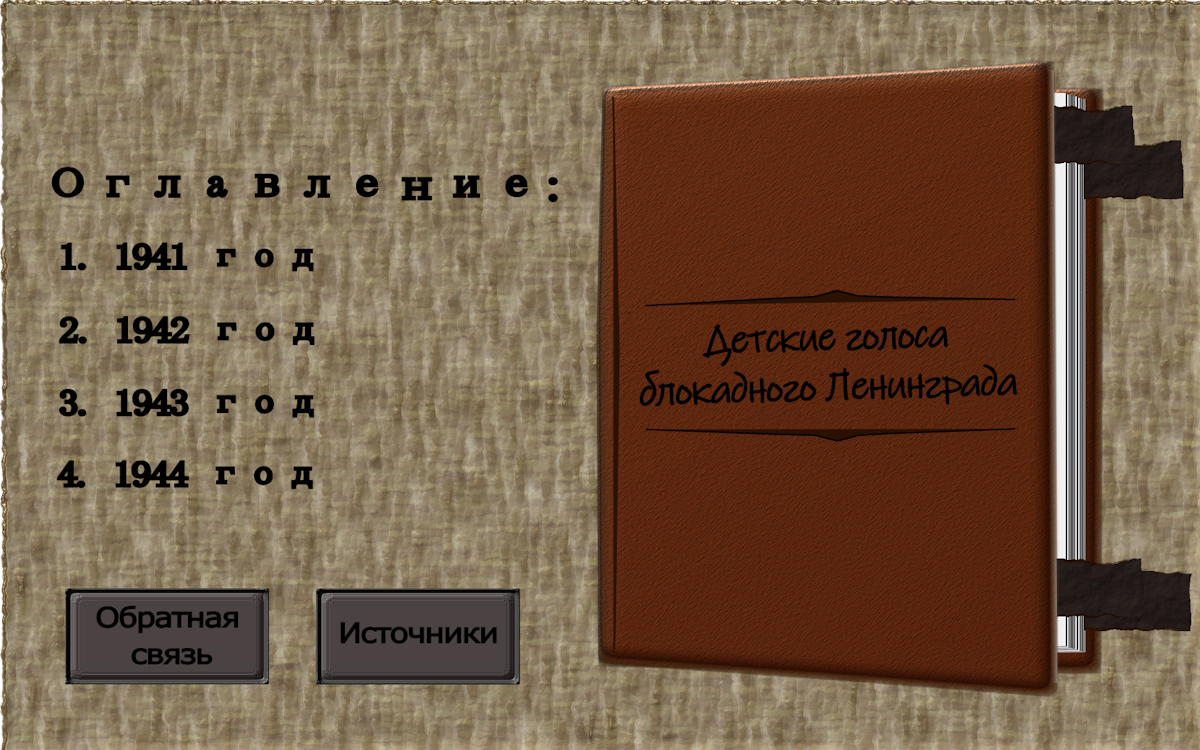 Оглавление:
1. 1941 год
2. 1942 год
3. 1943 год
4. 1944 год
Обратная
связь
Источники
Детские голоса
блокадного Ленинграда